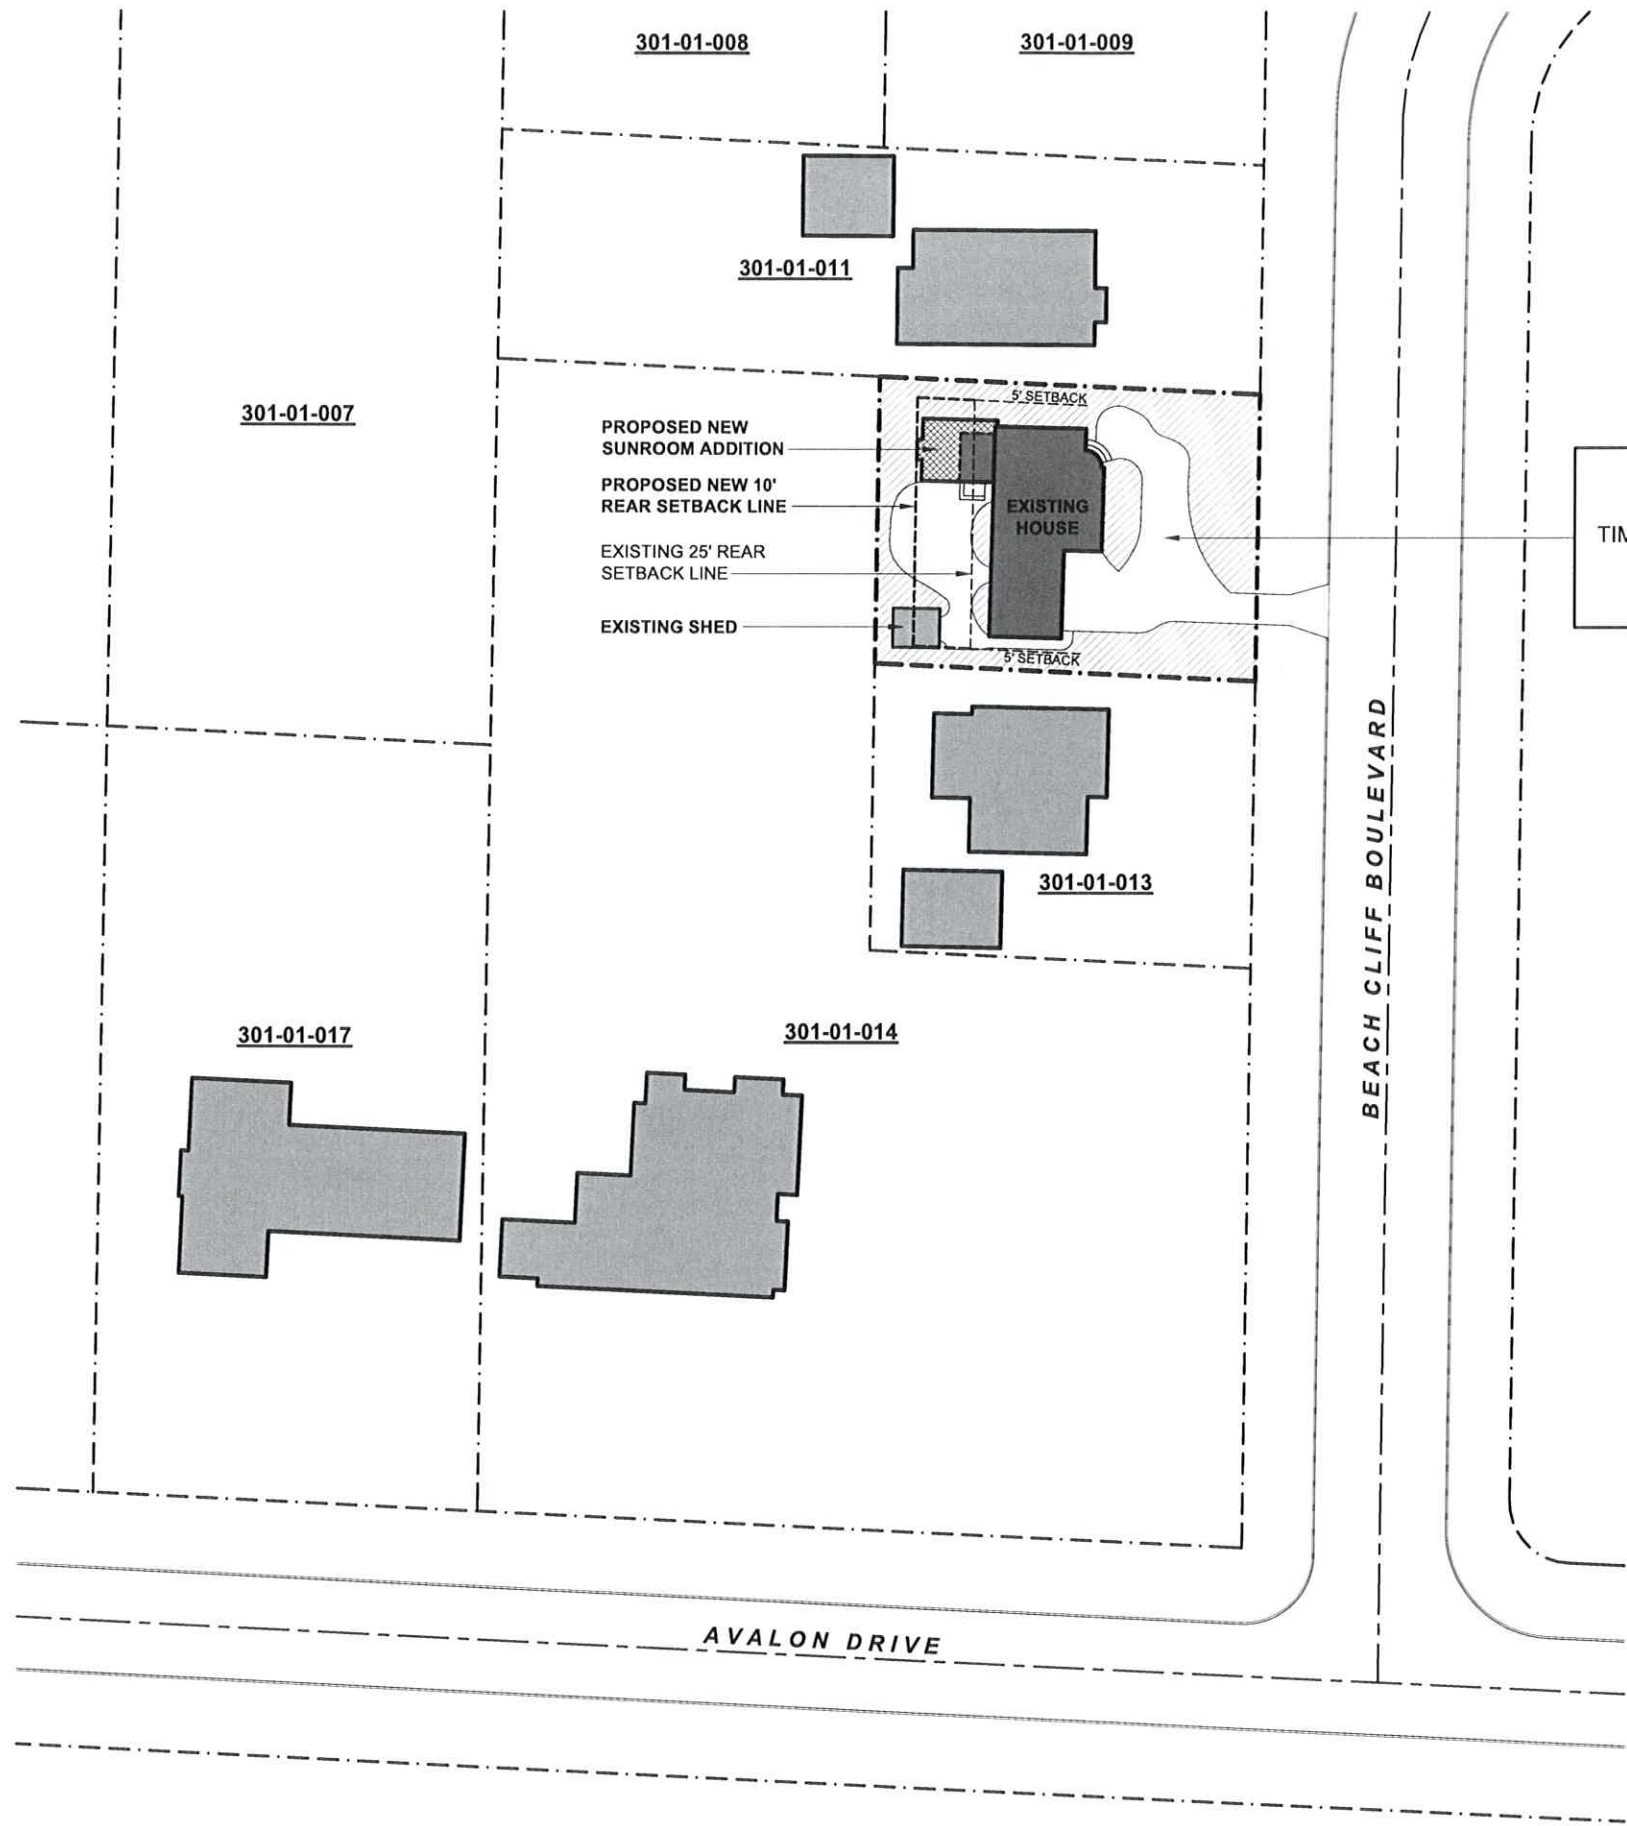 301-01-008
301-01-009
301-01-011
301-01-007
PROPOSED NEW
SUNROOM ADDITION
PROPOSED NEW 10'
REAR SETBACK LINE
EXISTING 25' REAR
SETBACK LINE
EXISTING SHED
5' SETBACK
EXISTING
HOUSE
5' SETBACK
TIM
301-01-013
BEACH CLIFF BOULEVARD
301-01-017
301-01-014
AVALON DRIVE